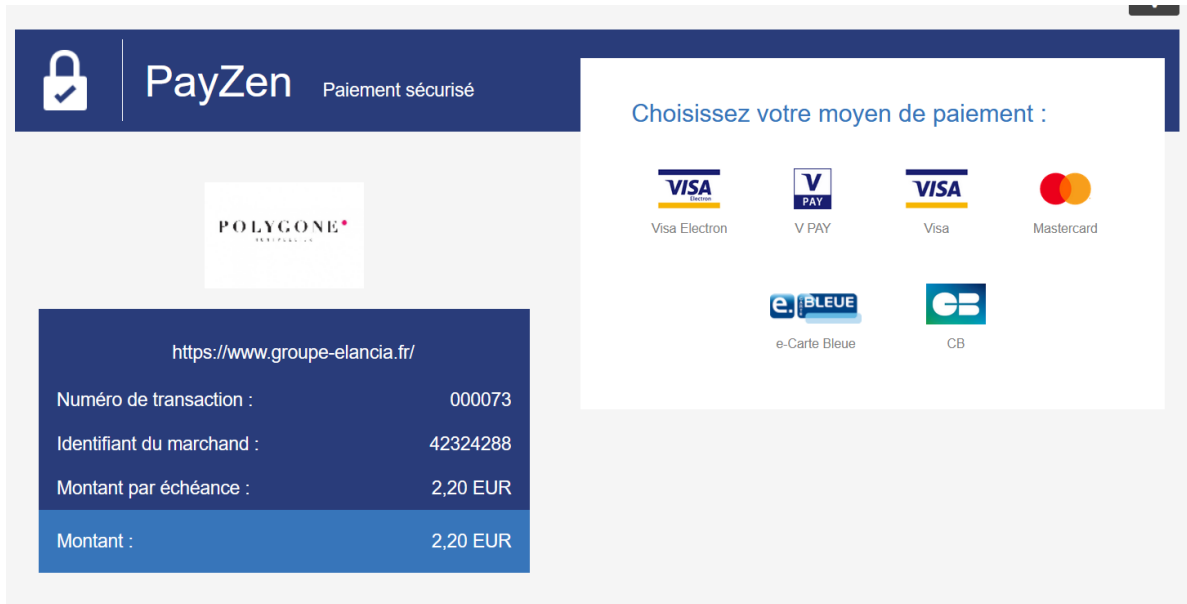 PayZen Paiement sécurisé
Choisissez votre moyen de paiement :
VISA
Electron
V
PAY
VISA
Visa Electron
V PAY
Visa
Mastercard
e. BLEUE
CB
e-Carte Bleue
CB
POLYGONE
https://www.groupe-elancia.fr/
Numéro de transaction : 000073
Identifiant du marchand : 42324288
Montant par échéance : 2,20 EUR
Montant : 2,20 EUR